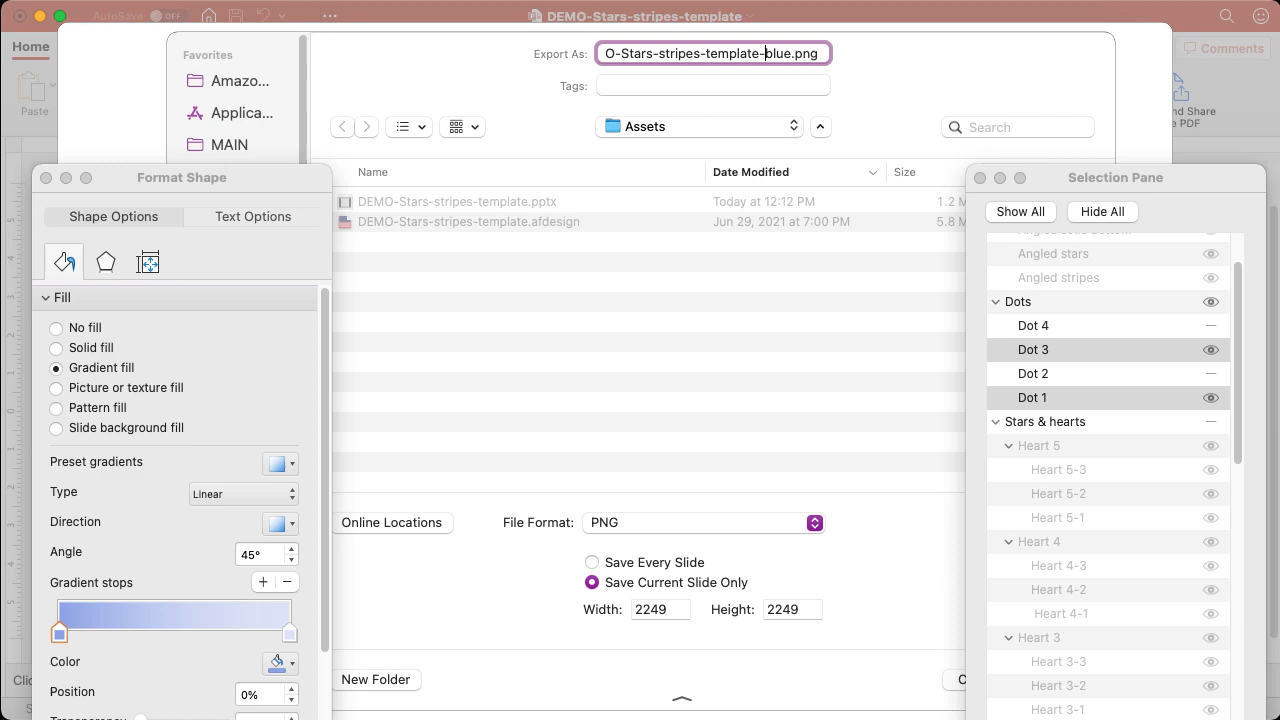 AutoSave OFF DEMO-Stars-stripes-template
Home Comments
Paste
nd Share
PDF
Favorites
Amazo...
Applica...
MAIN
Export As: O-Stars-stripes-template-blue.png
Tags:
Assets
Search
Name Date Modified Size
DEMO-Stars-stripes-template.pptx Today at 12:12 PM 1.2 M
DEMO-Stars-stripes-template.afdesign Jun 29, 2021 at 7:00 PM 5.8 M
Online Locations File Format: PNG
Save Every Slide
Save Current Slide Only
Width: 2249 Height: 2249
New Folder
Format Shape
Shape Options Text Options
Fill
No fill
Solid fill
Gradient fill
Picture or texture fill
Pattern fill
Slide background fill
Preset gradients
Type Linear
Direction
Angle 45°
Gradient stops + −
Color
Position 0%
Selection Pane
Show All Hide All
Angled stars
Angled stripes
Dots
Dot 4
Dot 3
Dot 2
Dot 1
Stars & hearts
Heart 5
Heart 5-3
Heart 5-2
Heart 5-1
Heart 4
Heart 4-3
Heart 4-2
Heart 4-1
Heart 3
Heart 3-3
Heart 3-2
Heart 3-1